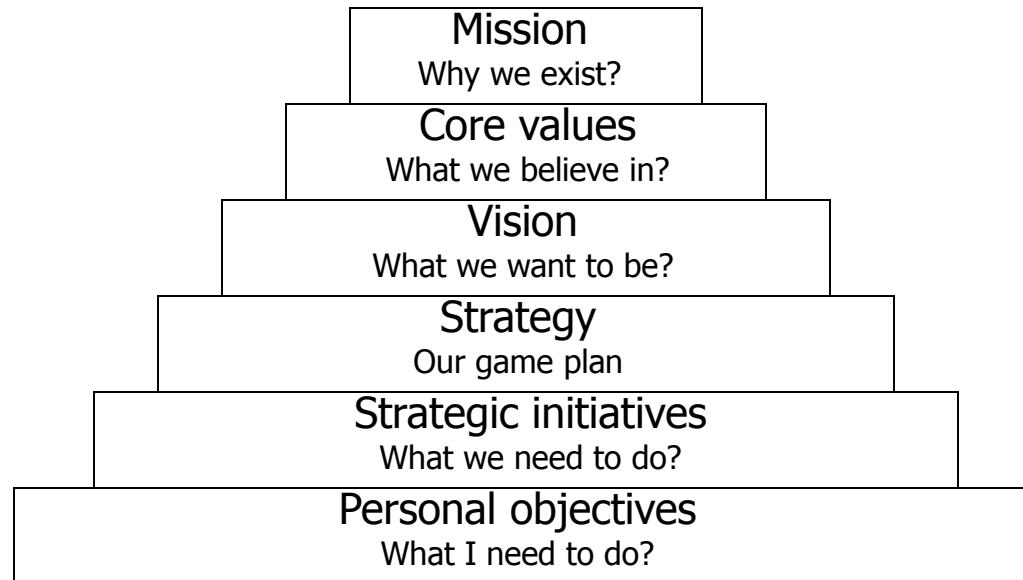 Mission
Why we exist?
Core values
What we believe in?
Vision
What we want to be?
Strategy
Our game plan
Strategic initiatives
What we need to do?
Personal objectives
What I need to do?